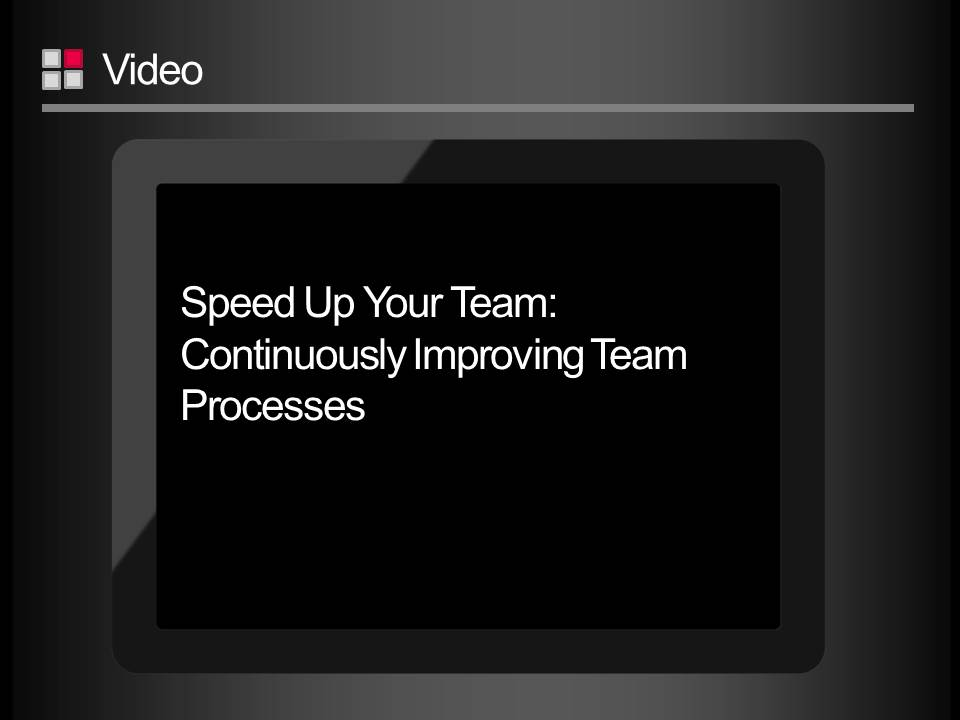 Video
Speed Up Your Team:
Continuously Improving Team
Processes